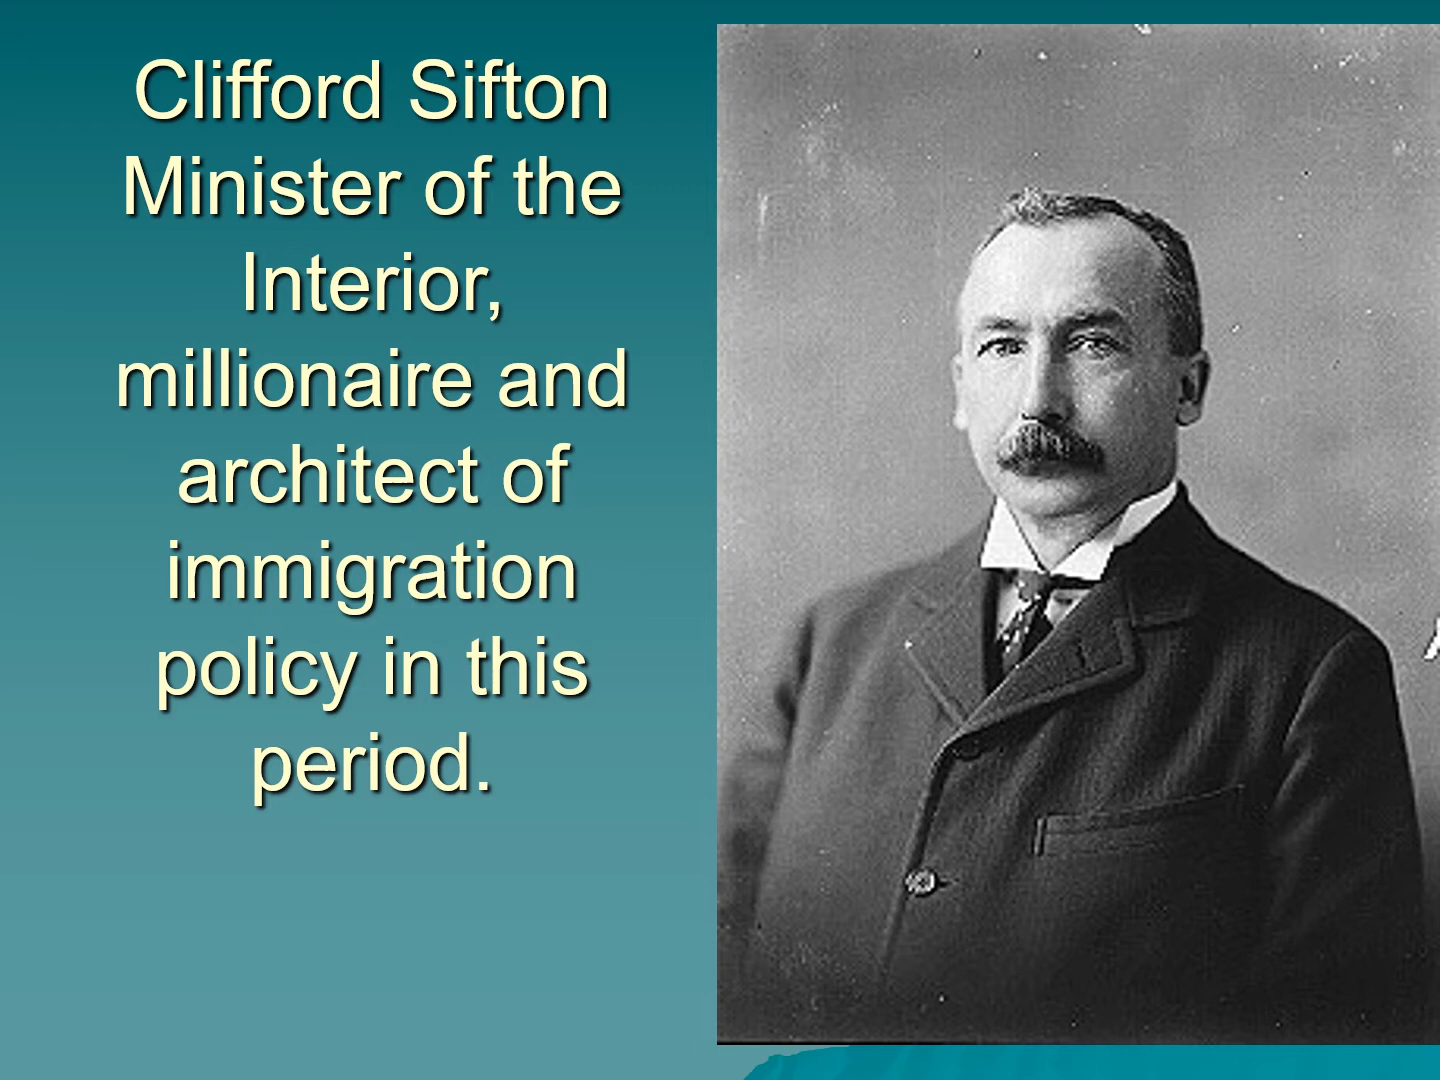 Clifford Sifton
Minister of the
Interior,
millionaire and
architect of
immigration
policy in this
period.